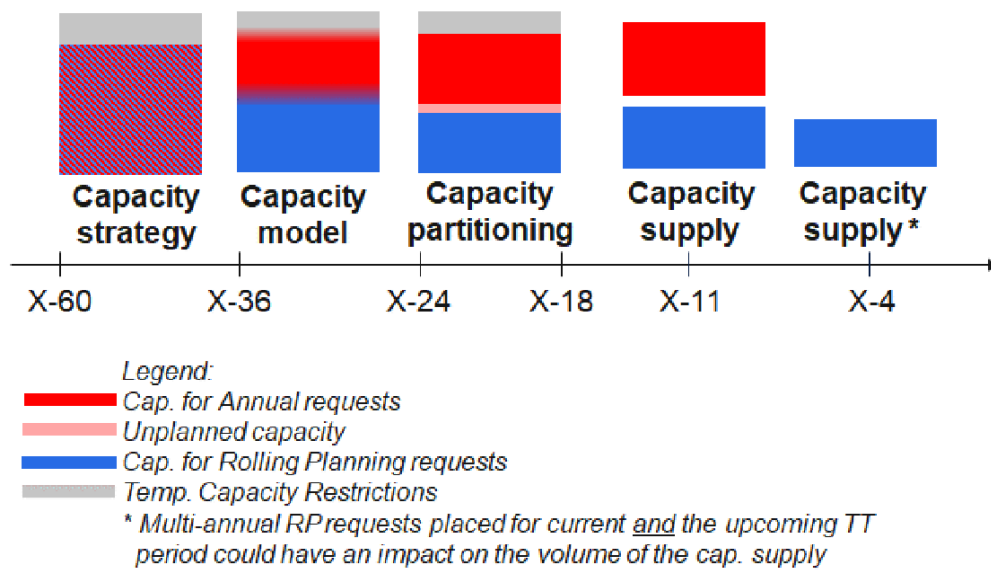 Capacity strategy
Capacity model
Capacity partitioning
Capacity supply
Capacity supply *
X-60 X-36 X-24 X-18 X-11 X-4
Legend:
Cap. for Annual requests
Unplanned capacity
Cap. for Rolling Planning requests
Temp. Capacity Restrictions
* Multi-annual RP requests placed for current and the upcoming TT
period could have an impact on the volume of the cap. supply